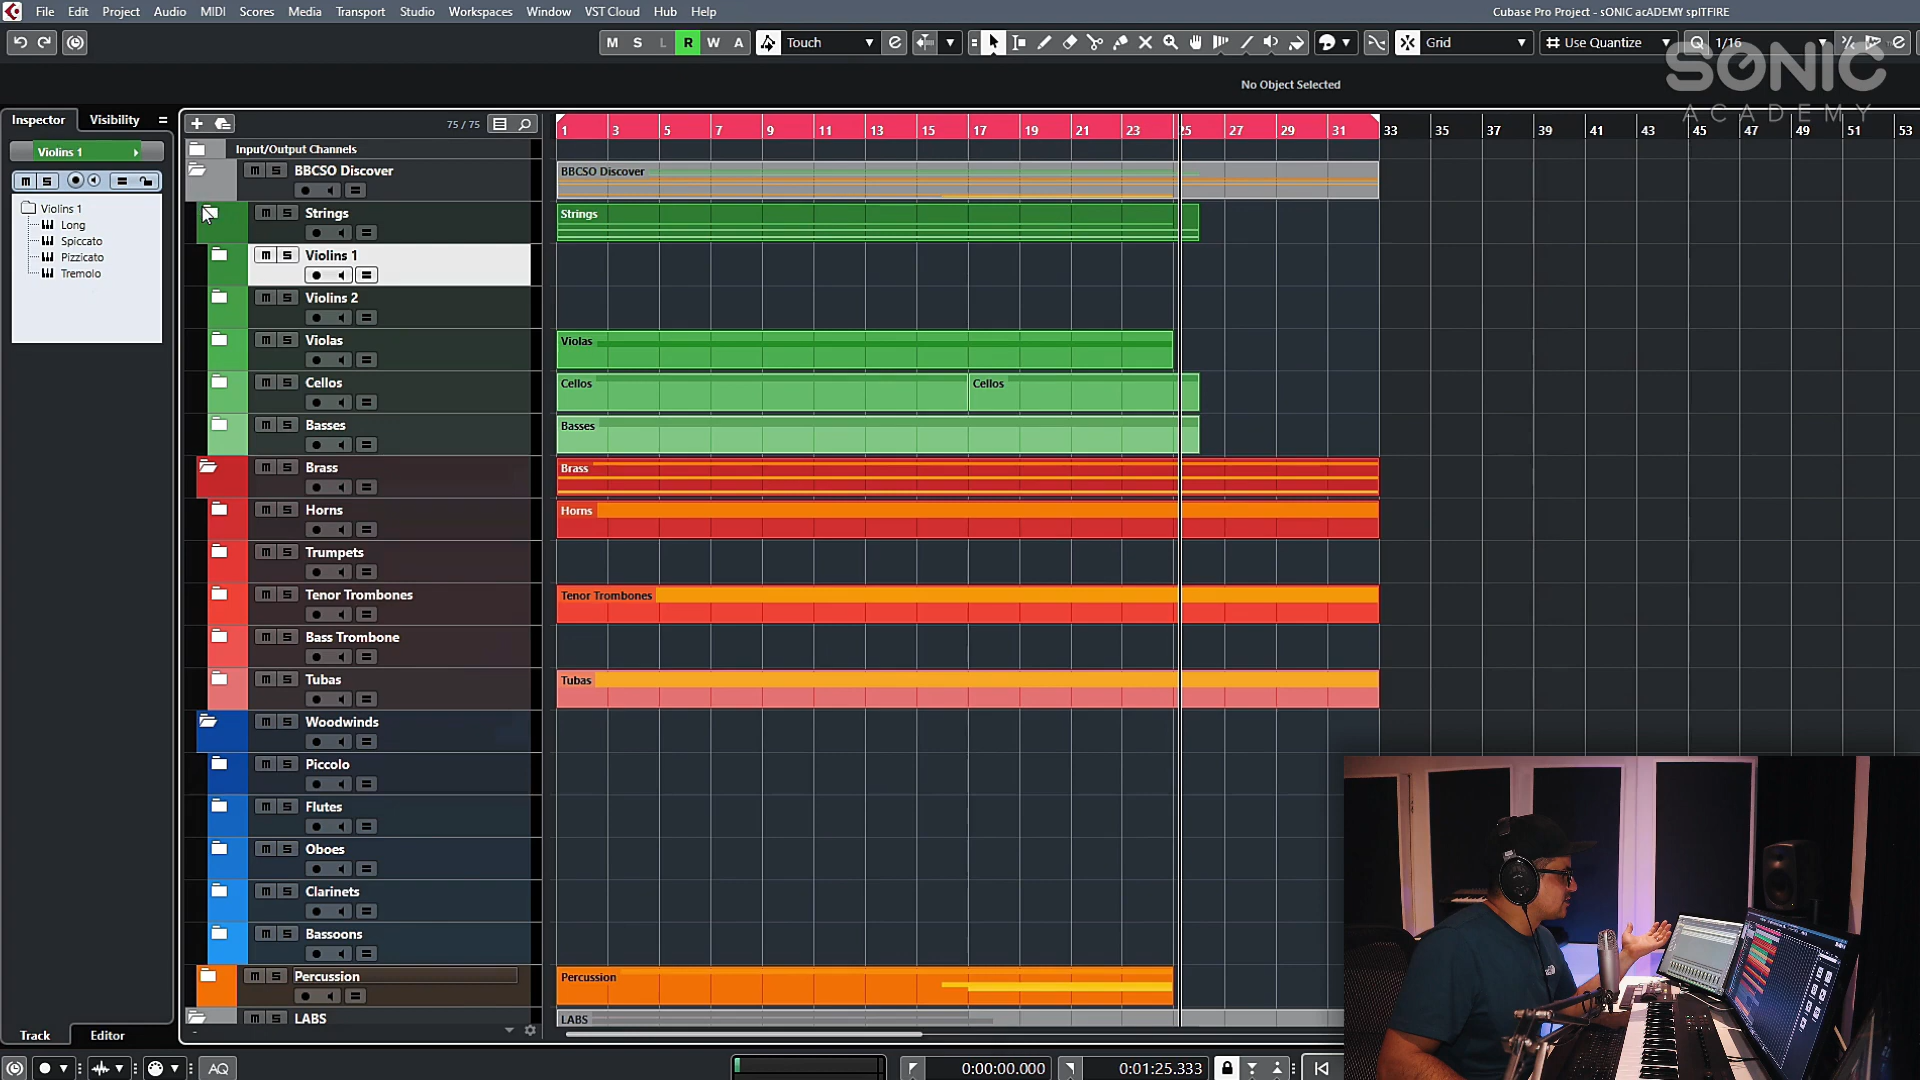 File Edit Project Audio MIDI Scores Media Transport Studio Workspaces Window VST Cloud Hub Help
Cubase Pro Project - sONIC acADEMY spITFIRE
M S L R W A Touch Grid Use Quantize 1/16
SONIC
ACADEMY
No Object Selected
Inspector Visibility
75 / 75
1 3 5 7 9 11 13 15 17 19 21 23 25 27 29 31 33 35 37 39 41 43 45 47 49 51 53
Input/Output Channels
Violins 1
m S
Violins 1
Long
Spiccato
Pizzicato
Tremolo
m S BBCSO Discover
BBCSO Discover
m S Strings
Strings
m S Violins 1
m S Violins 2
m S Violas
Violas
m S Cellos
Cellos Cellos
m S Basses
Basses
m S Brass
Brass
m S Horns
Horns
m S Trumpets
m S Tenor Trombones
Tenor Trombones
m S Bass Trombone
m S Tubas
Tubas
m S Woodwinds
m S Piccolo
m S Flutes
m S Oboes
m S Clarinets
m S Bassoons
m S Percussion
Percussion
m S LABS
LABS
Track Editor
AQ
0:00:00.000 0:01:25.333